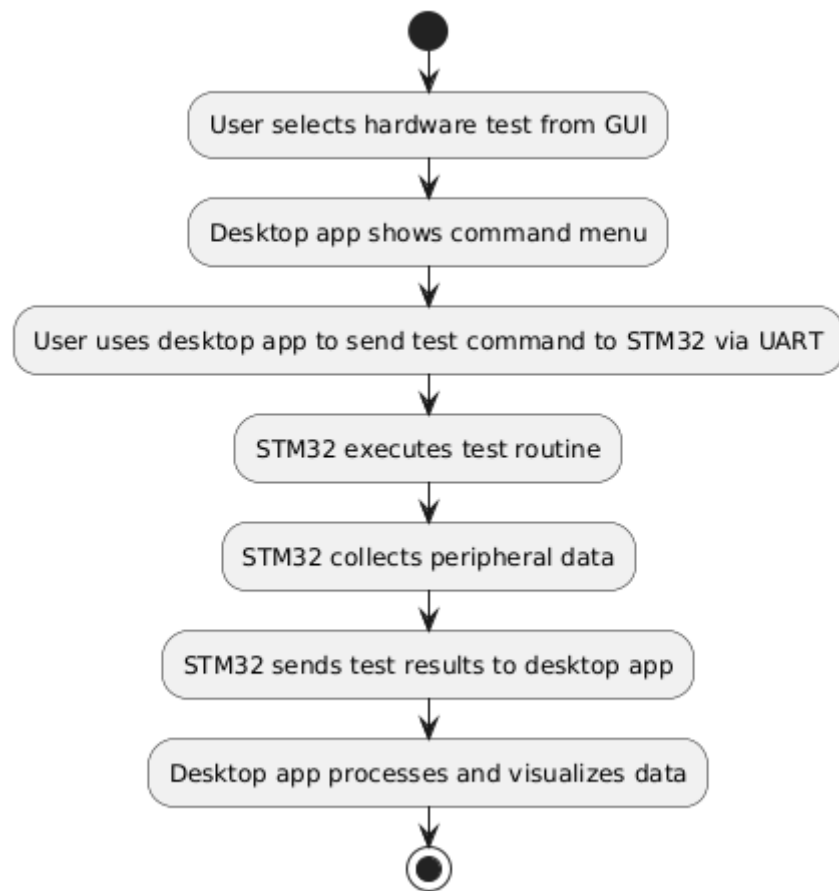 User selects hardware test from GUI
Desktop app shows command menu
User uses desktop app to send test command to STM32 via UART
STM32 executes test routine
STM32 collects peripheral data
STM32 sends test results to desktop app
Desktop app processes and visualizes data